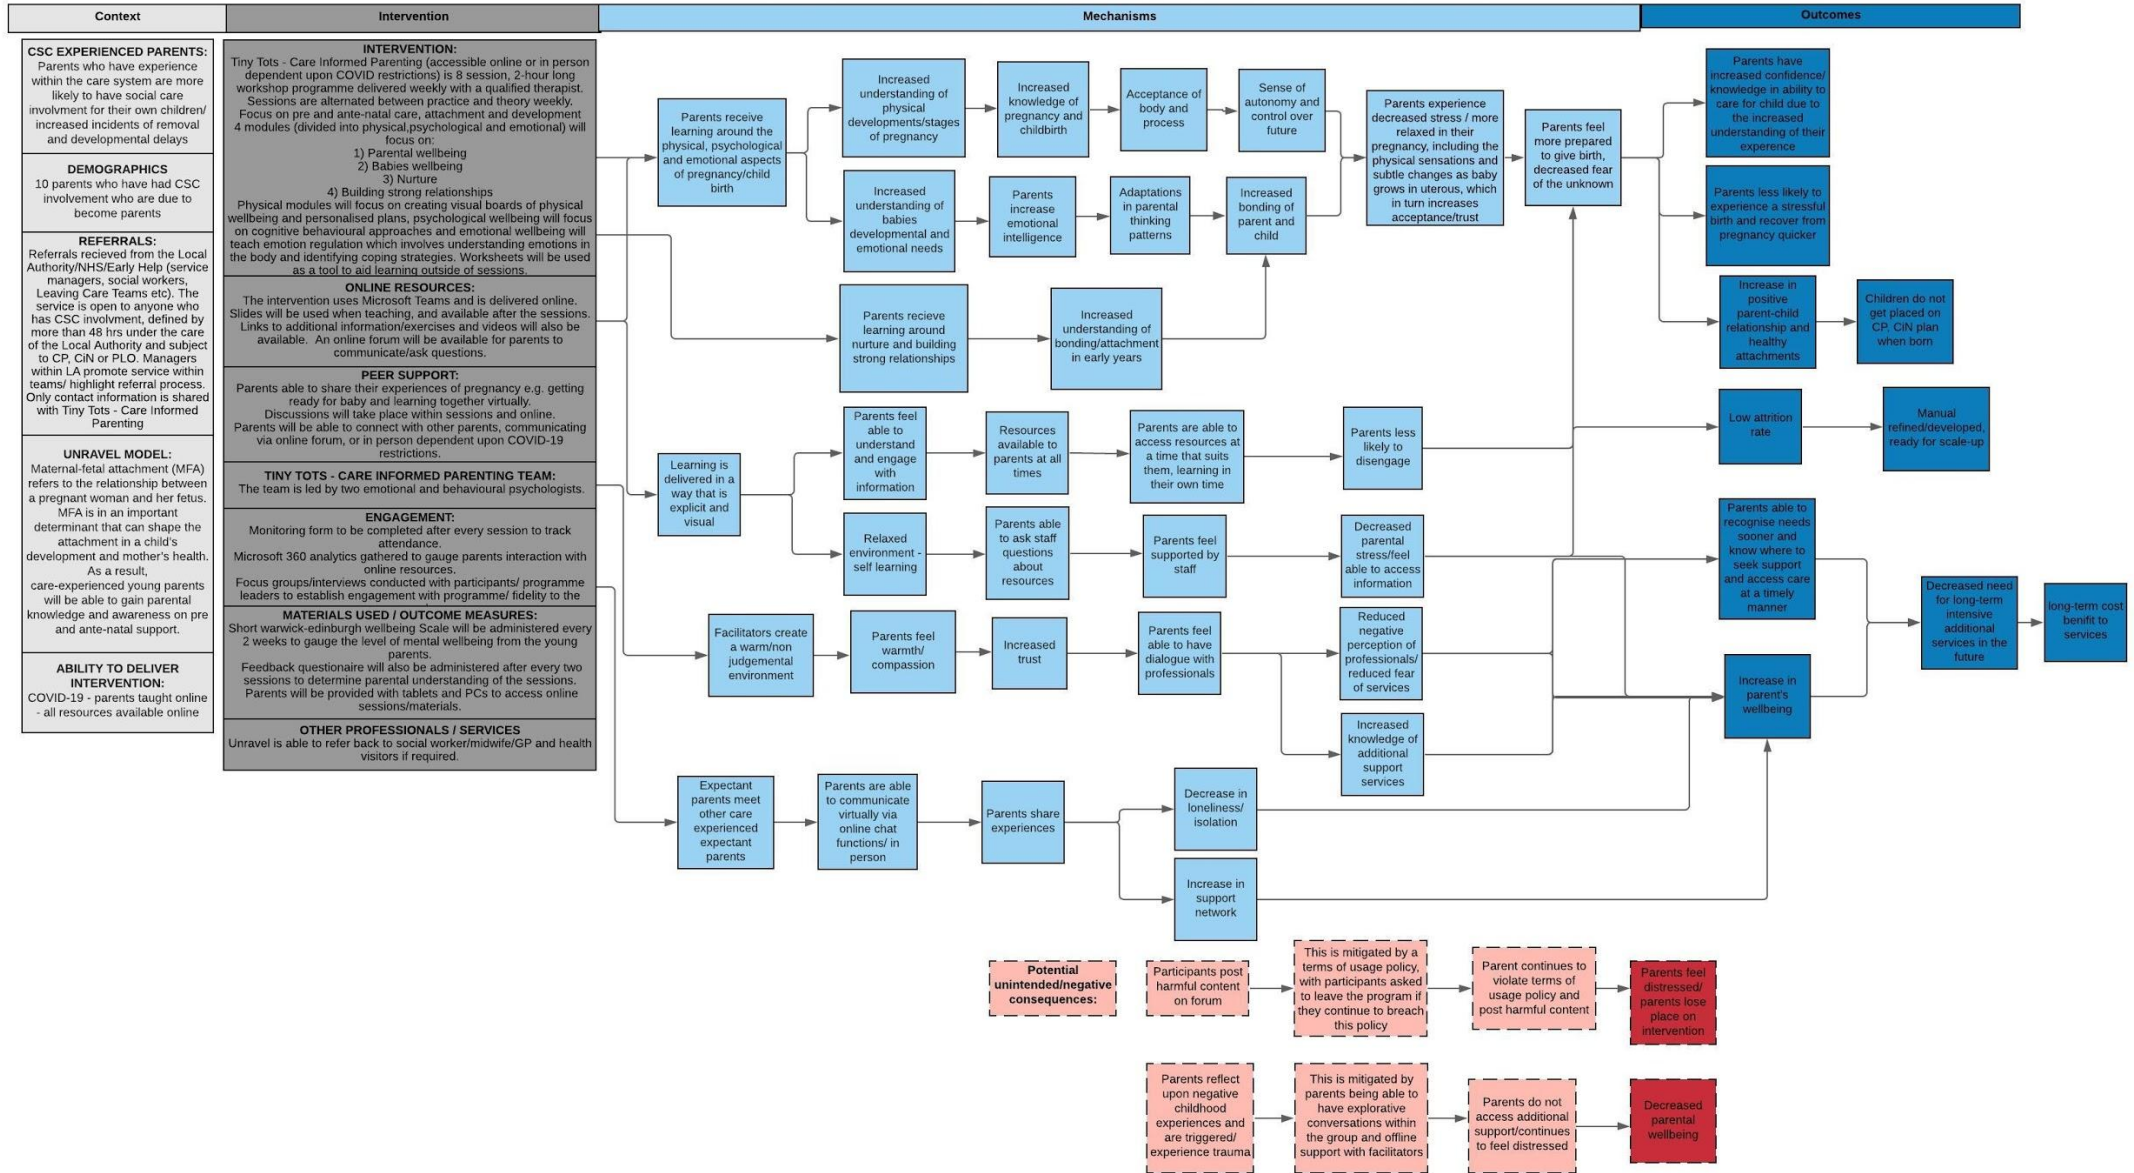 Context
Intervention
Mechanisms
Outcomes
CSC EXPERIENCED PARENTS:
Parents who have experience
within the care system are more
likely to have social care
involvment for their own children/
increased incidents of removal
and developmental delays
DEMOGRAPHICS
10 parents who have had CSC
involvement who are due to
become parents
REFERRALS:
Referrals recieved from the Local
Authority/NHS/Early Help (service
managers, social workers,
Leaving Care Teams etc). The
service is open to anyone who
has CSC involvment, defined by
more than 48 hrs under the care
of the Local Authority and subject
to CP, CiN or PLO. Managers
within LA promote service within
teams/ highlight referral process.
Only contact information is shared
with Tiny Tots - Care Informed
Parenting
UNRAVEL MODEL:
Maternal-fetal attachment (MFA)
refers to the relationship between
a pregnant woman and her fetus.
MFA is in an important
determinant that can shape the
attachment in a child's
development and mother's health.
As a result,
care-experienced young parents
will be able to gain parental
knowledge and awareness on pre
and ante-natal support.
ABILITY TO DELIVER
INTERVENTION:
COVID-19 - parents taught online
- all resources available online
INTERVENTION:
Tiny Tots - Care Informed Parenting (accessible online or in person
dependent upon COVID restrictions) is 8 session, 2-hour long
workshop programme delivered weekly with a qualified therapist.
Sessions are alternated between practice and theory weekly.
Focus on pre and ante-natal care, attachment and development
4 modules (divided into physical,psychological and emotional) will
focus on:
1) Parental wellbeing
2) Babies wellbeing
3) Nurture
4) Building strong relationships
Physical modules will focus on creating visual boards of physical
wellbeing and personalised plans, psychological wellbeing will focus
on cognitive behavioural approaches and emotional wellbeing will
teach emotion regulation which involves understanding emotions in
the body and identifying coping strategies. Worksheets will be used
as a tool to aid learning outside of sessions.
ONLINE RESOURCES:
The intervention uses Microsoft Teams and is delivered online.
Slides will be used when teaching, and available after the sessions.
Links to additional information/exercises and videos will also be
available. An online forum will be available for parents to
communicate/ask questions.
PEER SUPPORT:
Parents able to share their experiences of pregnancy e.g. getting
ready for baby and learning together virtually.
Discussions will take place within sessions and online.
Parents will be able to connect with other parents, communicating
via online forum, or in person dependent upon COVID-19
restrictions.
TINY TOTS - CARE INFORMED PARENTING TEAM:
The team is led by two emotional and behavioural psychologists.
ENGAGEMENT:
Monitoring form to be completed after every session to track
attendance.
Microsoft 360 analytics gathered to gauge parents interaction with
online resources.
Focus groups/interviews conducted with participants/ programme
leaders to establish engagement with programme/ fidelity to the
MATERIALS USED / OUTCOME MEASURES:
Short warwick-edinburgh wellbeing Scale will be administered every
2 weeks to gauge the level of mental wellbeing from the young
parents.
Feedback questionaire will also be administered after every two
sessions to determine parental understanding of the sessions.
Parents will be provided with tablets and PCs to access online
sessions/materials.
OTHER PROFESSIONALS / SERVICES
Unravel is able to refer back to social worker/midwife/GP and health
visitors if required.
Parents receive
learning around the
physical, psychological
and emotional aspects
of pregnancy/child
birth
Increased
understanding of
physical
developments/stages
of pregnancy
Increased
knowledge of
pregnancy and
childbirth
Acceptance of
body and
process
Sense of
autonomy and
control over
future
Increased
understanding of
babies
developmental and
emotional needs
Parents
increase
emotional
intelligence
Adaptations
in parental
thinking
patterns
Increased
bonding of
parent and
child
Parents experience
decreased stress / more
relaxed in their
pregnancy, including the
physical sensations and
subtle changes as baby
grows in uterous, which
in turn increases
acceptance/trust
Parents feel
more prepared
to give birth,
decreased fear
of the unknown
Parents recieve
learning around
nurture and building
strong relationships
Increased
understanding of
bonding/attachment
in early years
Learning is
delivered in a
way that is
explicit and
visual
Parents feel
able to
understand
and engage
with
information
Resources
available to
parents at all
times
Parents are able to
access resources at
a time that suits
them, learning in
their own time
Parents less
likely to
disengage
Relaxed
environment -
self learning
Parents able
to ask staff
questions
about
resources
Parents feel
supported by
staff
Decreased
parental
stress/feel
able to access
information
Facilitators create
a warm/non
judgemental
environment
Parents feel
warmth/
compassion
Increased
trust
Parents feel
able to have
dialogue with
professionals
Reduced
negative
perception of
professionals/
reduced fear
of services
Increased
knowledge of
additional
support
services
Expectant
parents meet
other care
experienced
expectant
parents
Parents are able
to communicate
virtually via
online chat
functions/ in
person
Parents share
experiences
Decrease in
loneliness/
isolation
Increase in
support
network
Parents have
increased confidence/
knowledge in ability to
care for child due to
the increased
understanding of their
experence
Parents less likely to
experience a stressful
birth and recover from
pregnancy quicker
Increase in
positive
parent-child
relationship and
healthy
attachments
Children do not
get placed on
CP, CiN plan
when born
Low attrition
rate
Manual
refined/developed,
ready for scale-up
Parents able to
recognise needs
sooner and
know where to
seek support
and access care
at a timely
manner
Increase in
parent's
wellbeing
Decreased need
for long-term
intensive
additional
services in the
future
long-term cost
benifit to
services
Potential
unintended/negative
consequences:
Participants post
harmful content
on forum
This is mitigated by a
terms of usage policy,
with participants asked
to leave the program if
they continue to breach
this policy
Parent continues to
violate terms of
usage policy and
post harmful content
Parents feel
distressed/
parents lose
place on
intervention
Parents reflect
upon negative
childhood
experiences and
are triggered/
experience trauma
This is mitigated by
parents being able to
have explorative
conversations within
the group and offline
support with facilitators
Parents do not
access additional
support/continues
to feel distressed
Decreased
parental
wellbeing